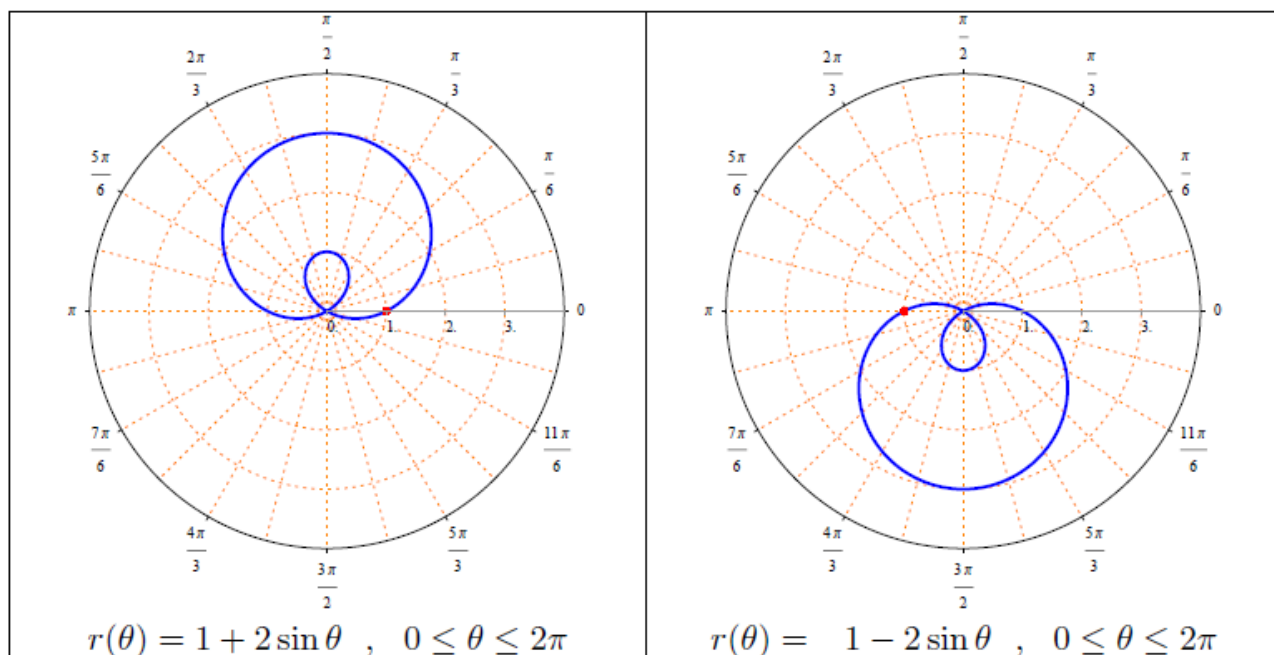 π/2
2π/3 π/3
5π/6 π/6
π 0. 1. 2. 3. 0
7π/6 11π/6
4π/3 5π/3
3π/2
r(θ) = 1 + 2 sin θ , 0 ≤ θ ≤ 2π
π/2
2π/3 π/3
5π/6 π/6
π 0. 1. 2. 3. 0
7π/6 11π/6
4π/3 5π/3
3π/2
r(θ) = 1 − 2 sin θ , 0 ≤ θ ≤ 2π